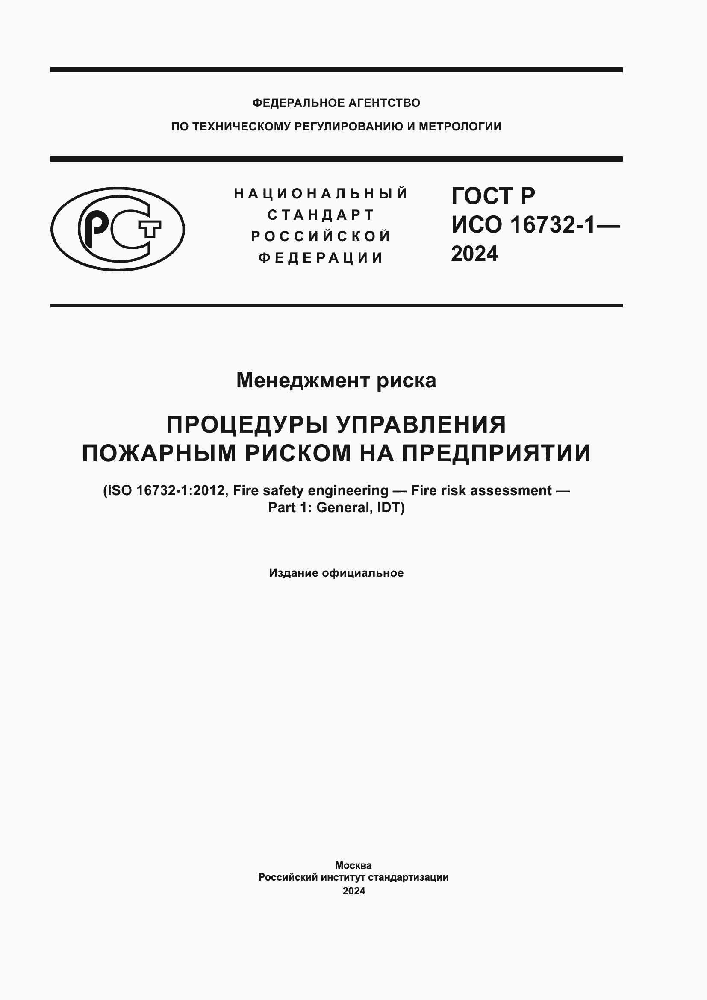 ФЕДЕРАЛЬНОЕ АГЕНТСТВО
ПО ТЕХНИЧЕСКОМУ РЕГУЛИРОВАНИЮ И МЕТРОЛОГИИ
НАЦИОНАЛЬНЫЙ
СТАНДАРТ
РОССИЙСКОЙ
ФЕДЕРАЦИИ
ГОСТ Р
ИСО 16732-1—
2024
Менеджмент риска
ПРОЦЕДУРЫ УПРАВЛЕНИЯ
ПОЖАРНЫМ РИСКОМ НА ПРЕДПРИЯТИИ
(ISO 16732-1:2012, Fire safety engineering — Fire risk assessment —
Part 1: General, IDT)
Издание официальное
Москва
Российский институт стандартизации
2024